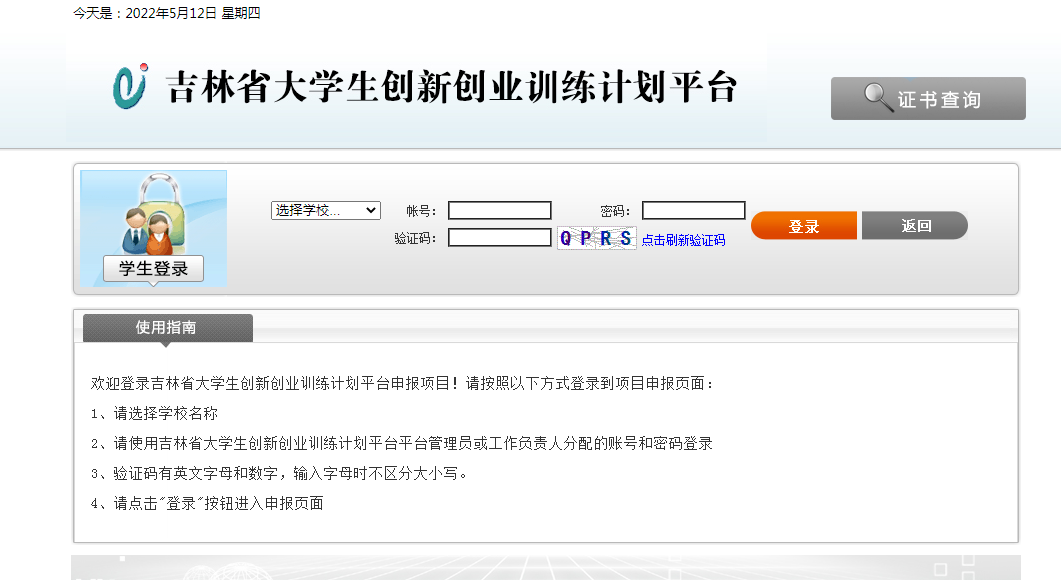 今天是：2022年5月12日 星期四
吉林省大学生创新创业训练计划平台
证书查询
选择学校... 帐号： 密码：
登录 返回
验证码： QPRS 点击刷新验证码
学生登录
使用指南
欢迎登录吉林省大学生创新创业训练计划平台申报项目！请按照以下方式登录到项目申报页面：
1、请选择学校名称
2、请使用吉林省大学生创新创业训练计划平台平台管理员或工作负责人分配的账号和密码登录
3、验证码有英文字母和数字，输入字母时不区分大小写。
4、请点击"登录"按钮进入申报页面